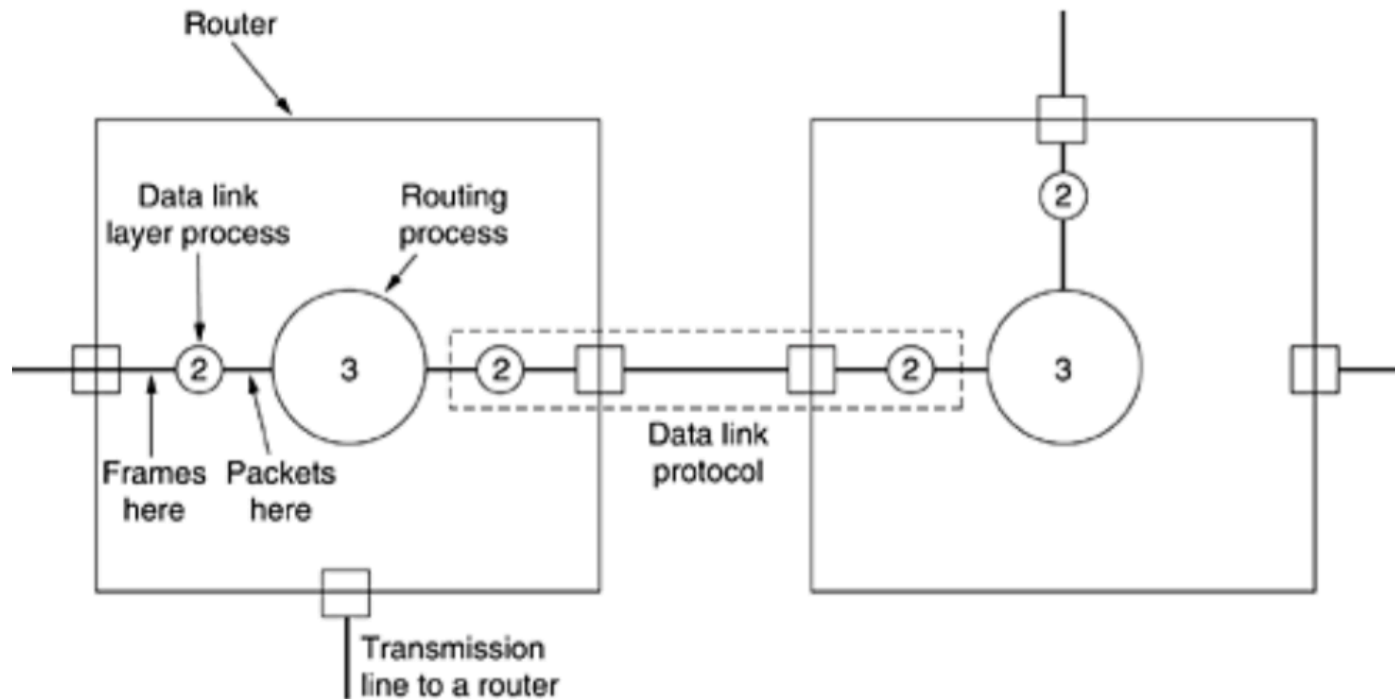 Router
Data link
layer process
Routing
process
2
2
3
2
2
3
Frames
here
Packets
here
Data link
protocol
Transmission
line to a router